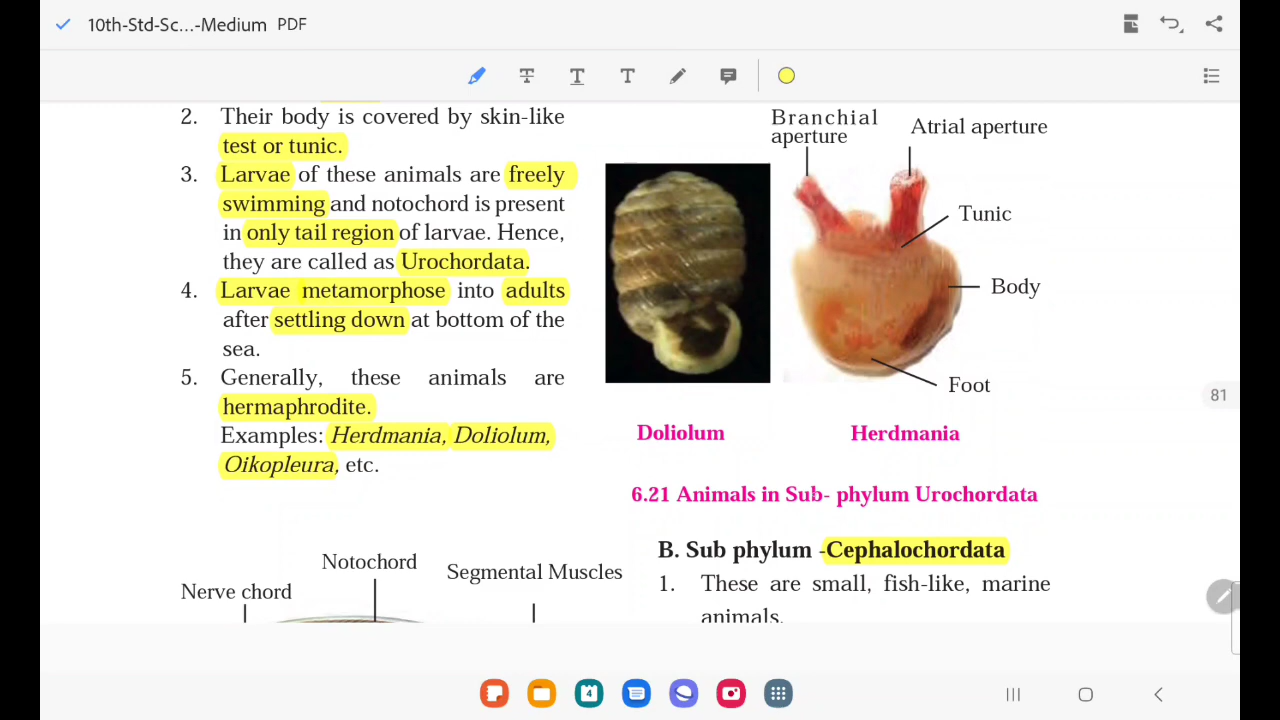 10th-Std-Sc...-Medium PDF
2. Their body is covered by skin-like
test or tunic.
3. Larvae of these animals are freely
swimming and notochord is present
in only tail region of larvae. Hence,
they are called as Urochordata.
4. Larvae metamorphose into adults
after settling down at bottom of the
sea.
5. Generally, these animals are
hermaphrodite.
Examples: Herdmania, Doliolum,
Oikopleura, etc.
Branchial
aperture
Atrial aperture
Tunic
Body
Foot
81
Doliolum
Herdmania
6.21 Animals in Sub- phylum Urochordata
Notochord
Segmental Muscles
Nerve chord
B. Sub phylum -Cephalochordata
1. These are small, fish-like, marine
animals.
4